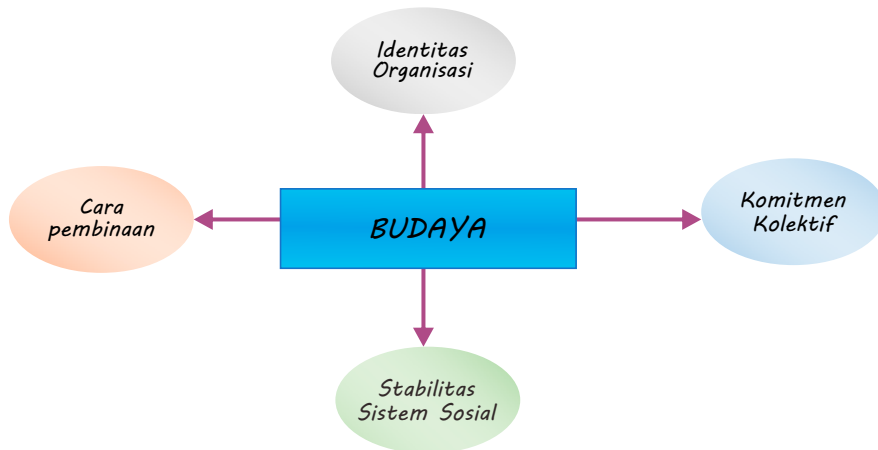 Identitas
Organisasi
Cara
pembinaan
BUDAYA
Komitmen
Kolektif
Stabilitas
Sistem Sosial